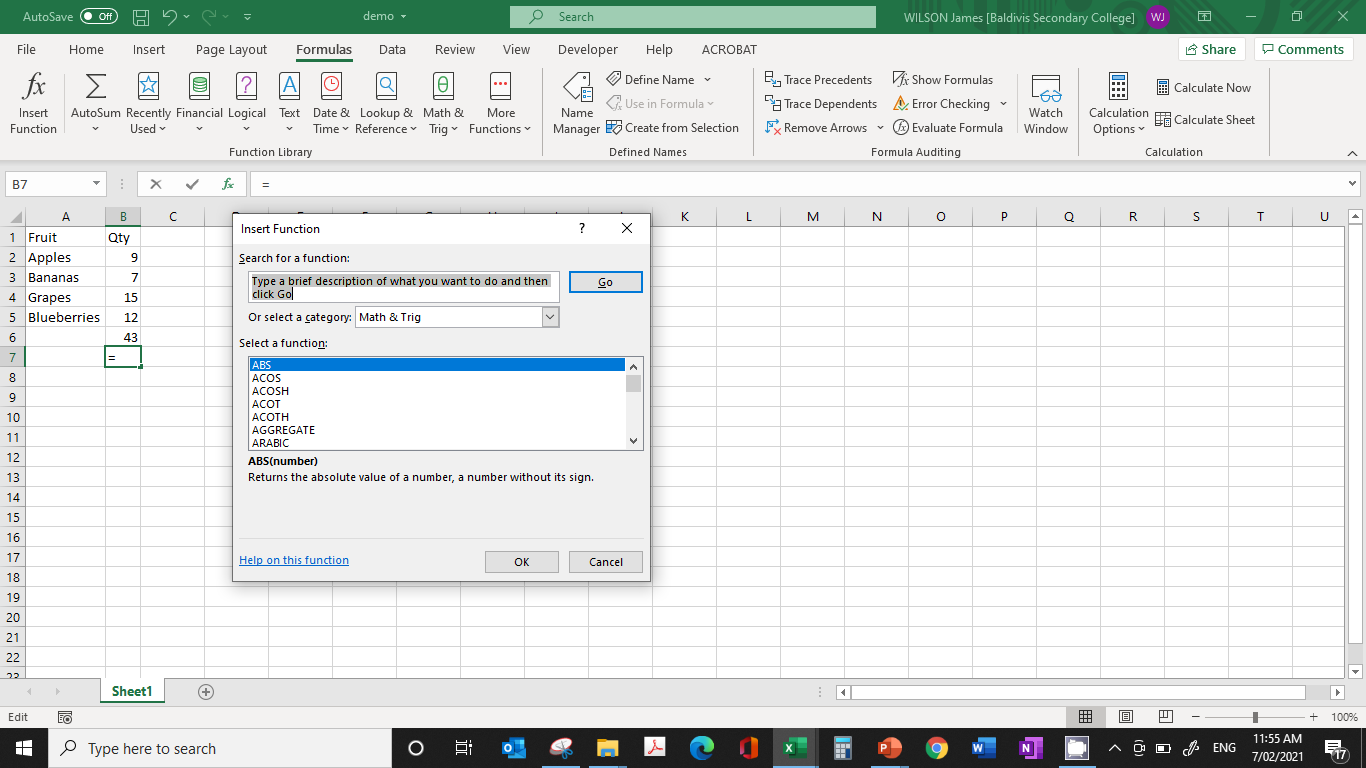 AutoSave Off demo Search WILSON James [Baldivis Secondary College] WJ
File Home Insert Page Layout Formulas Data Review View Developer Help ACROBAT Share Comments
fx Insert Function
AutoSum
Recently Used
Financial
Logical
Text
Date & Time
Lookup & Reference
Math & Trig
More Functions
Function Library
Name Manager
Define Name
Use in Formula
Create from Selection
Defined Names
Trace Precedents
Trace Dependents
Remove Arrows
Show Formulas
Error Checking
Evaluate Formula
Formula Auditing
Watch Window
Calculation Options
Calculate Now
Calculate Sheet
Calculation
B7 fx =
A B C K L M N O P Q R S T U
1 Fruit Qty
2 Apples 9
3 Bananas 7
4 Grapes 15
5 Blueberries 12
6 43
7 =
8
9
10
11
12
13
14
15
16
17
18
19
20
21
22
23
Insert Function ?
Search for a function:
Type a brief description of what you want to do and then
click Go
Go
Or select a category: Math & Trig
Select a function:
ABS
ACOS
ACOSH
ACOT
ACOTH
AGGREGATE
ARABIC
ABS(number)
Returns the absolute value of a number, a number without its sign.
Help on this function OK Cancel
Sheet1
Edit 100%
Type here to search ENG 11:55 AM
7/02/2021 17